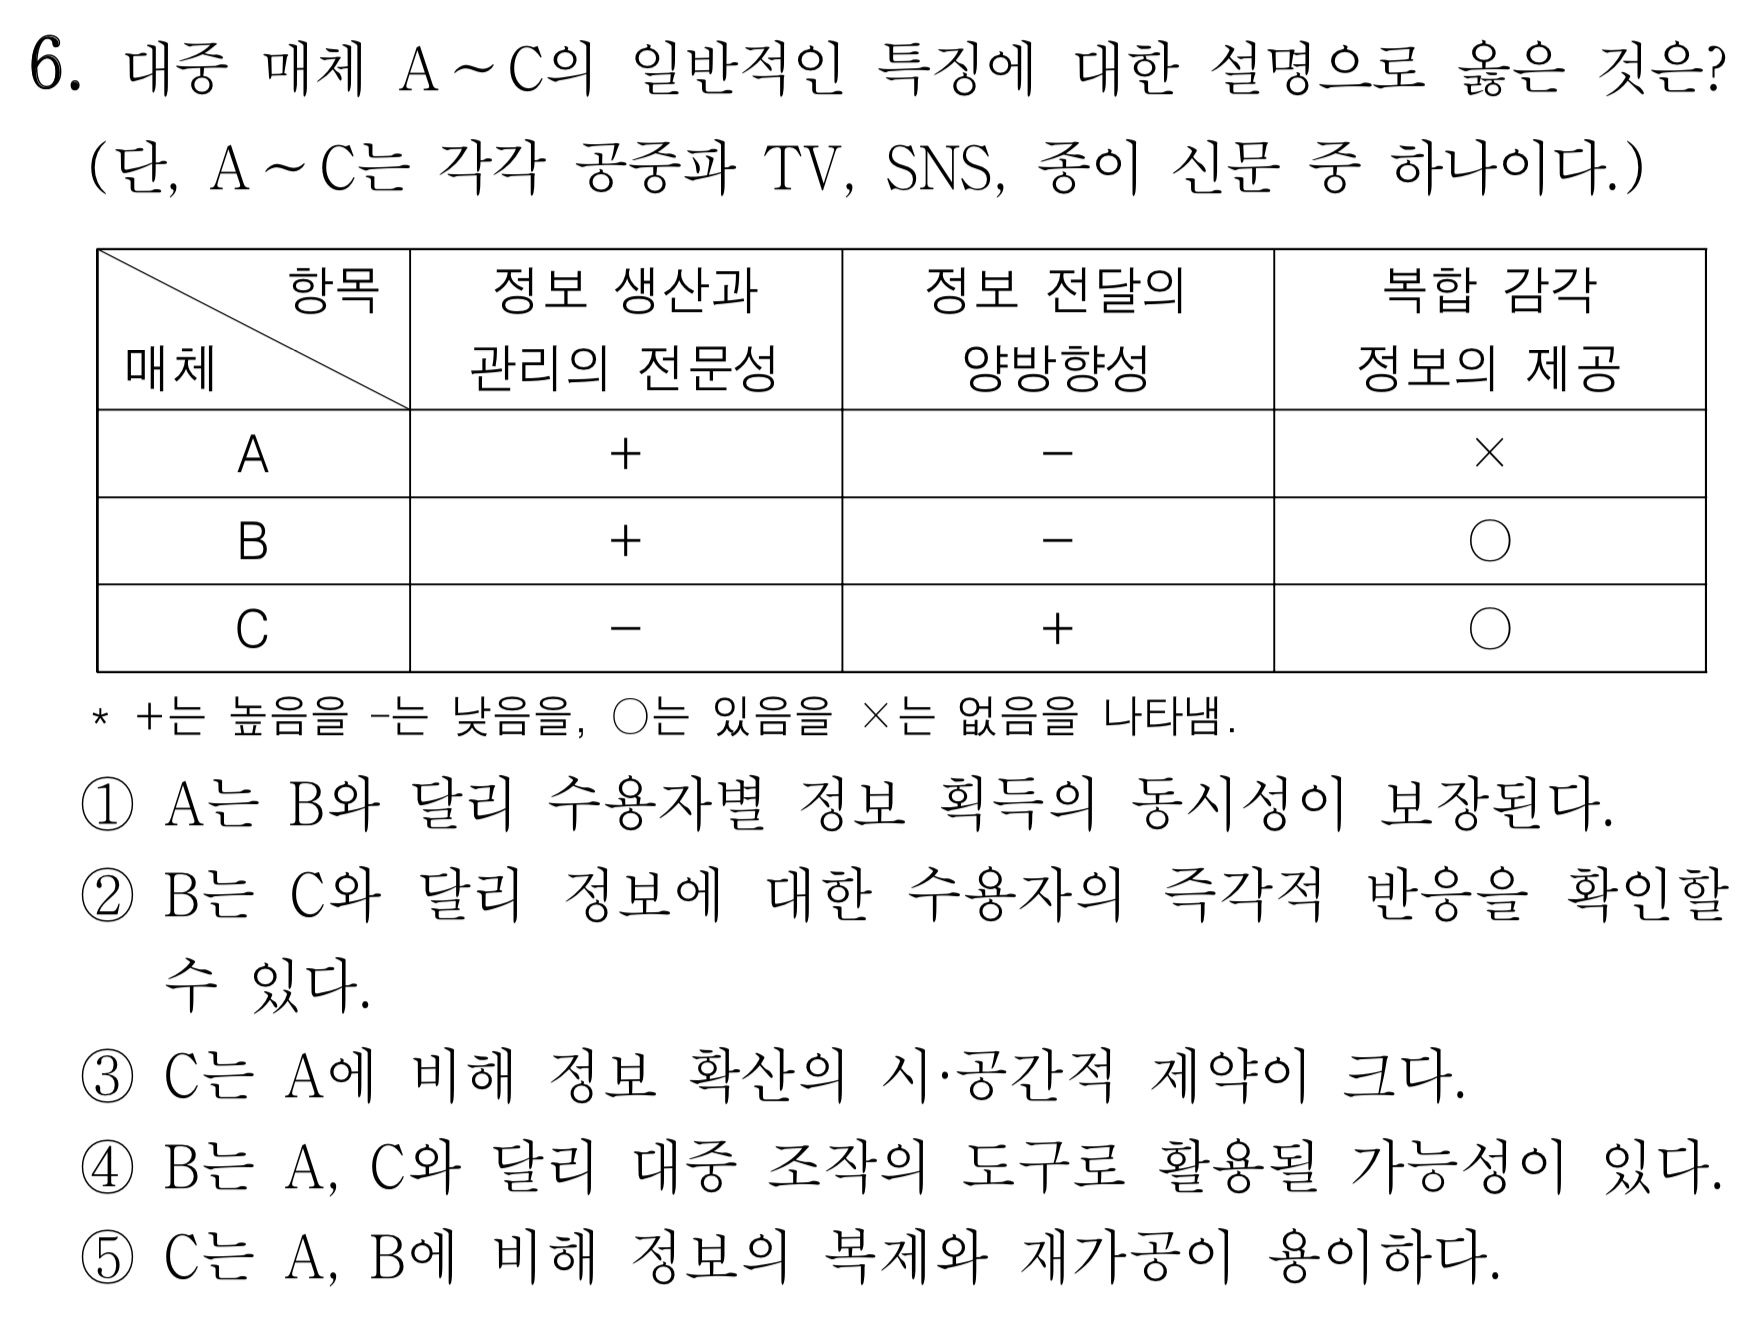 6. 대중 매체 A～C의 일반적인 특징에 대한 설명으로 옳은 것은?
(단, A～C는 각각 공중파 TV, SNS, 종이 신문 중 하나이다.)
항목 정보 생산과 정보 전달의 복합 감각
매체 관리의 전문성 양방향성 정보의 제공
A + − ×
B + − ○
C − + ○
* +는 높음을 -는 낮음을, ○는 있음을 ×는 없음을 나타냄.
① A는 B와 달리 수용자별 정보 획득의 동시성이 보장된다.
② B는 C와 달리 정보에 대한 수용자의 즉각적 반응을 확인할
수 있다.
③ C는 A에 비해 정보 확산의 시·공간적 제약이 크다.
④ B는 A, C와 달리 대중 조작의 도구로 활용될 가능성이 있다.
⑤ C는 A, B에 비해 정보의 복제와 재가공이 용이하다.